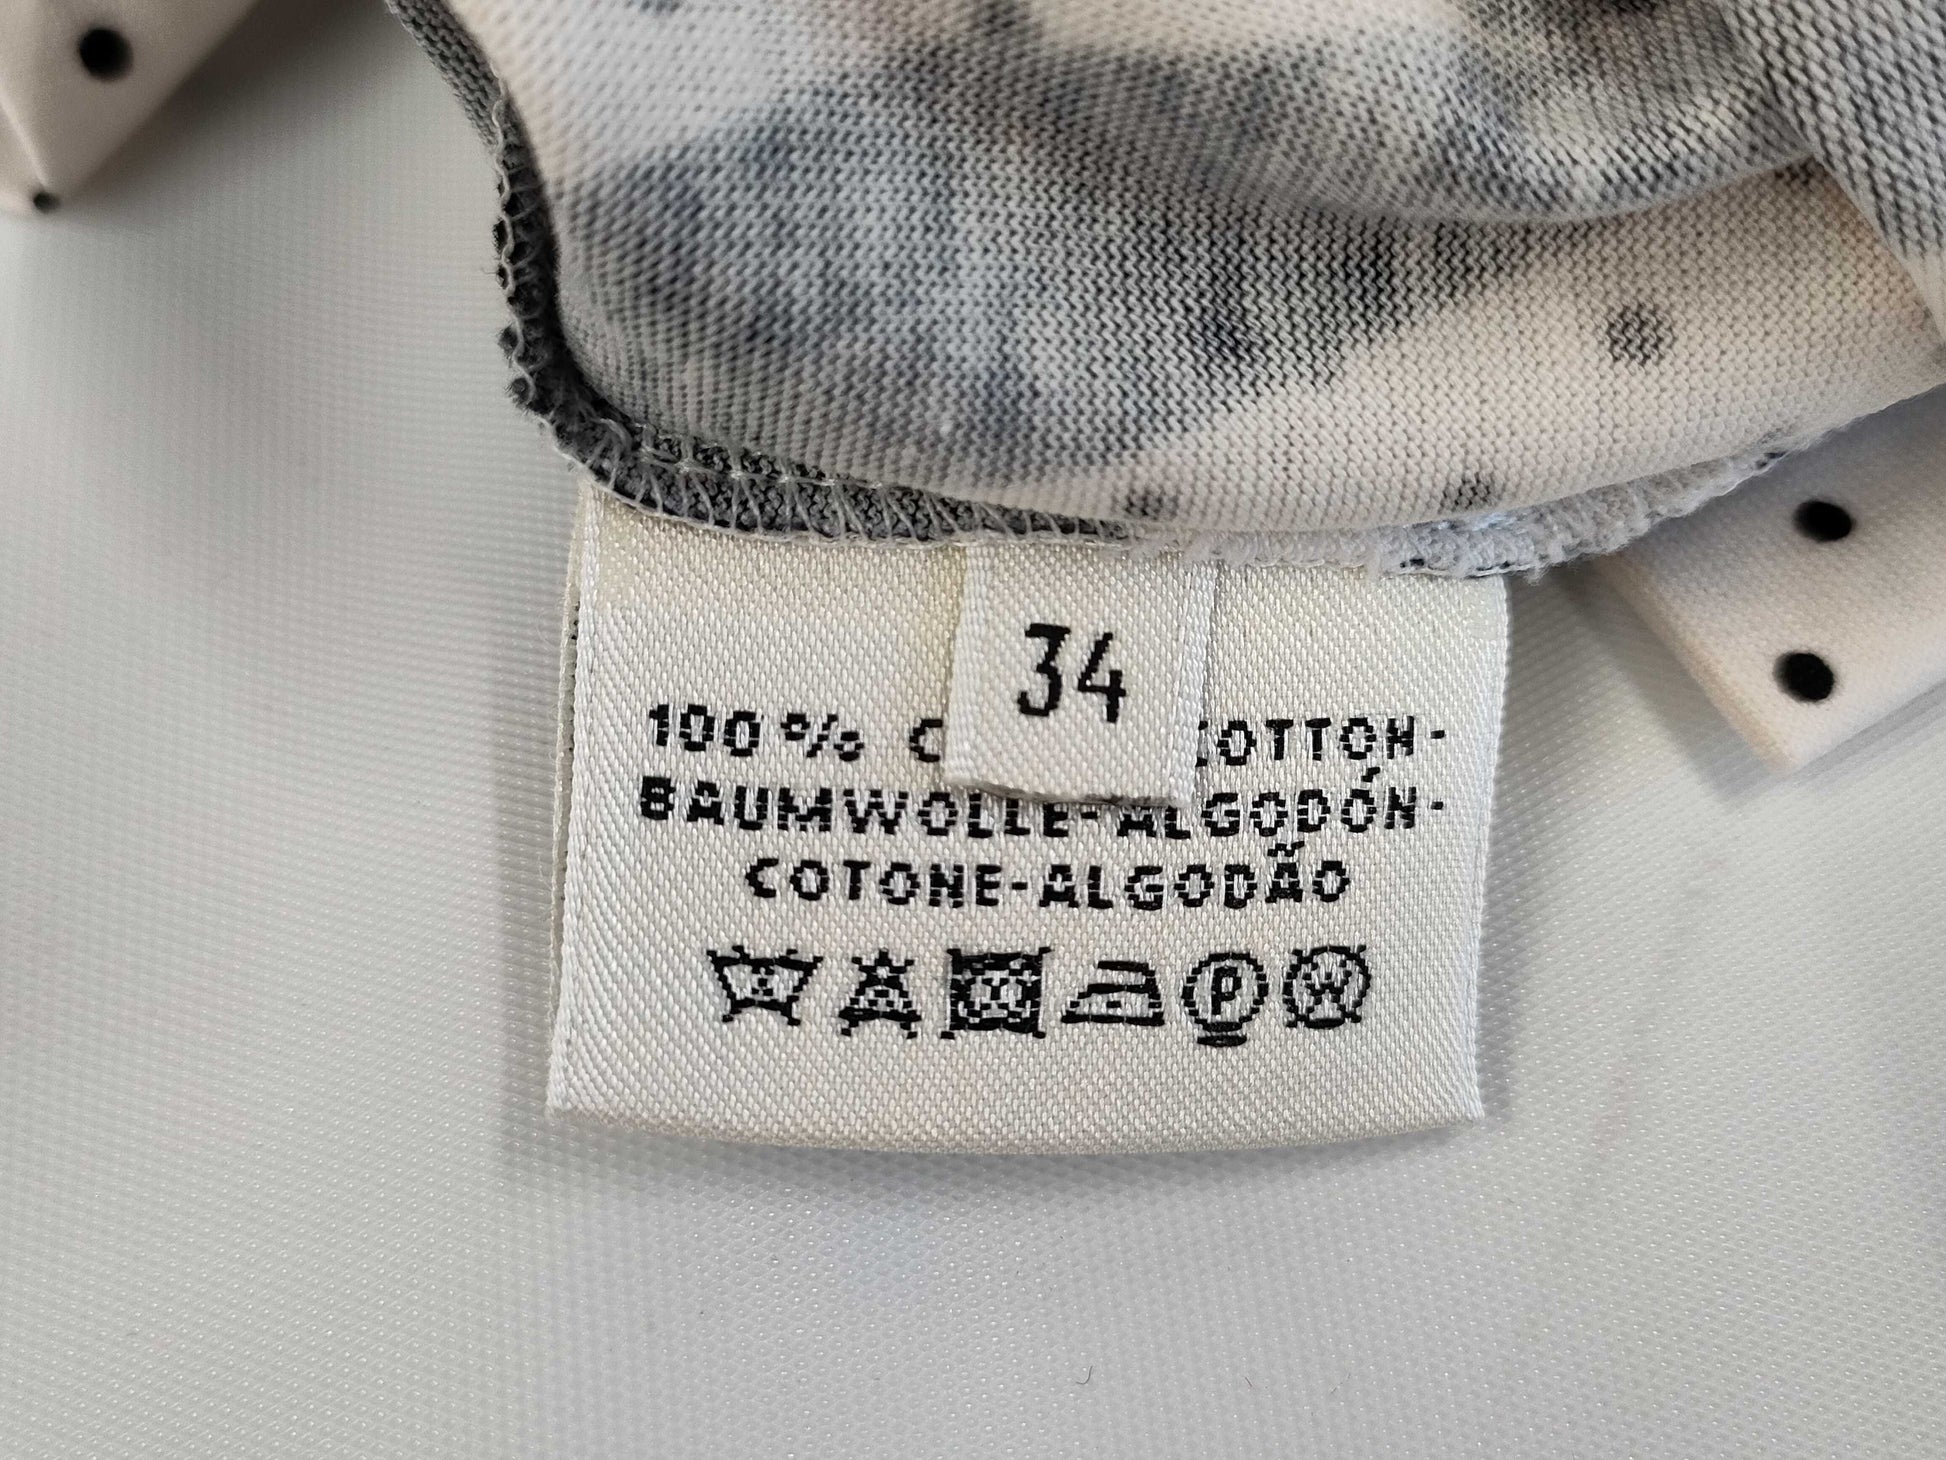 34
100% COTTON-
BAUMWOLLE-ALGODÓN-
COTONE-ALGODÃO
P
W